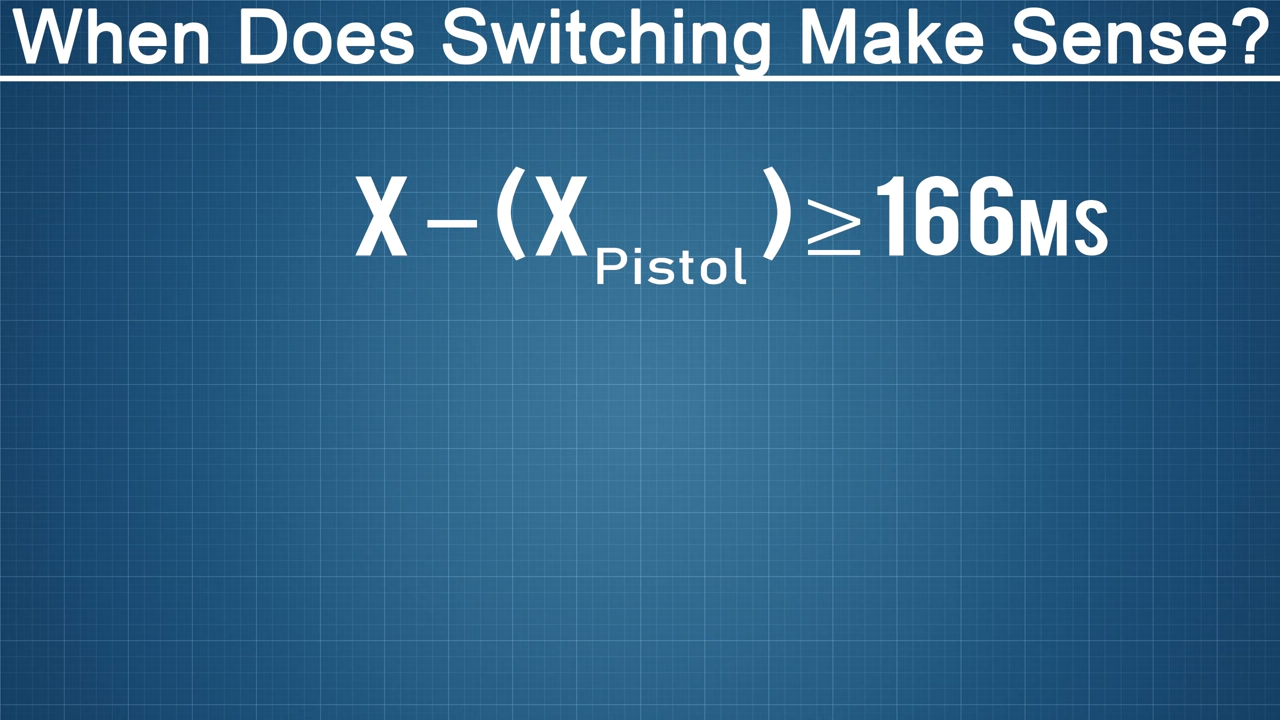 When Does Switching Make Sense?
X – (X Pistol ) ≥ 166MS